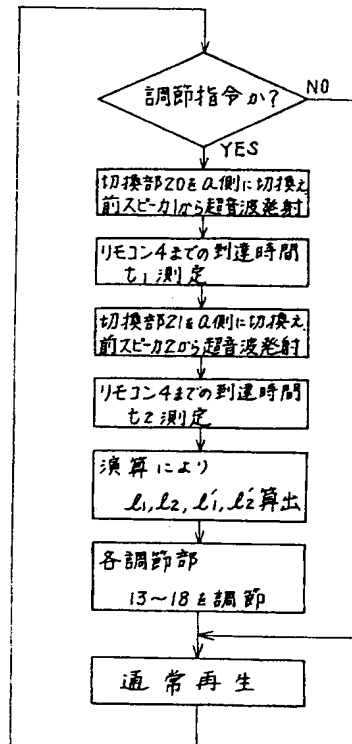 調節指令か?
NO
YES
切換部20をa側に切換え
前スピーカ1から超音波発射
リモコン4までの到達時間
t1測定
切換部21をa側に切換え
前スピーカ2から超音波発射
リモコン4までの到達時間
t2測定
演算により
l1,l2,l'1,l'2算出
各調節部
13~18を調節
通常再生